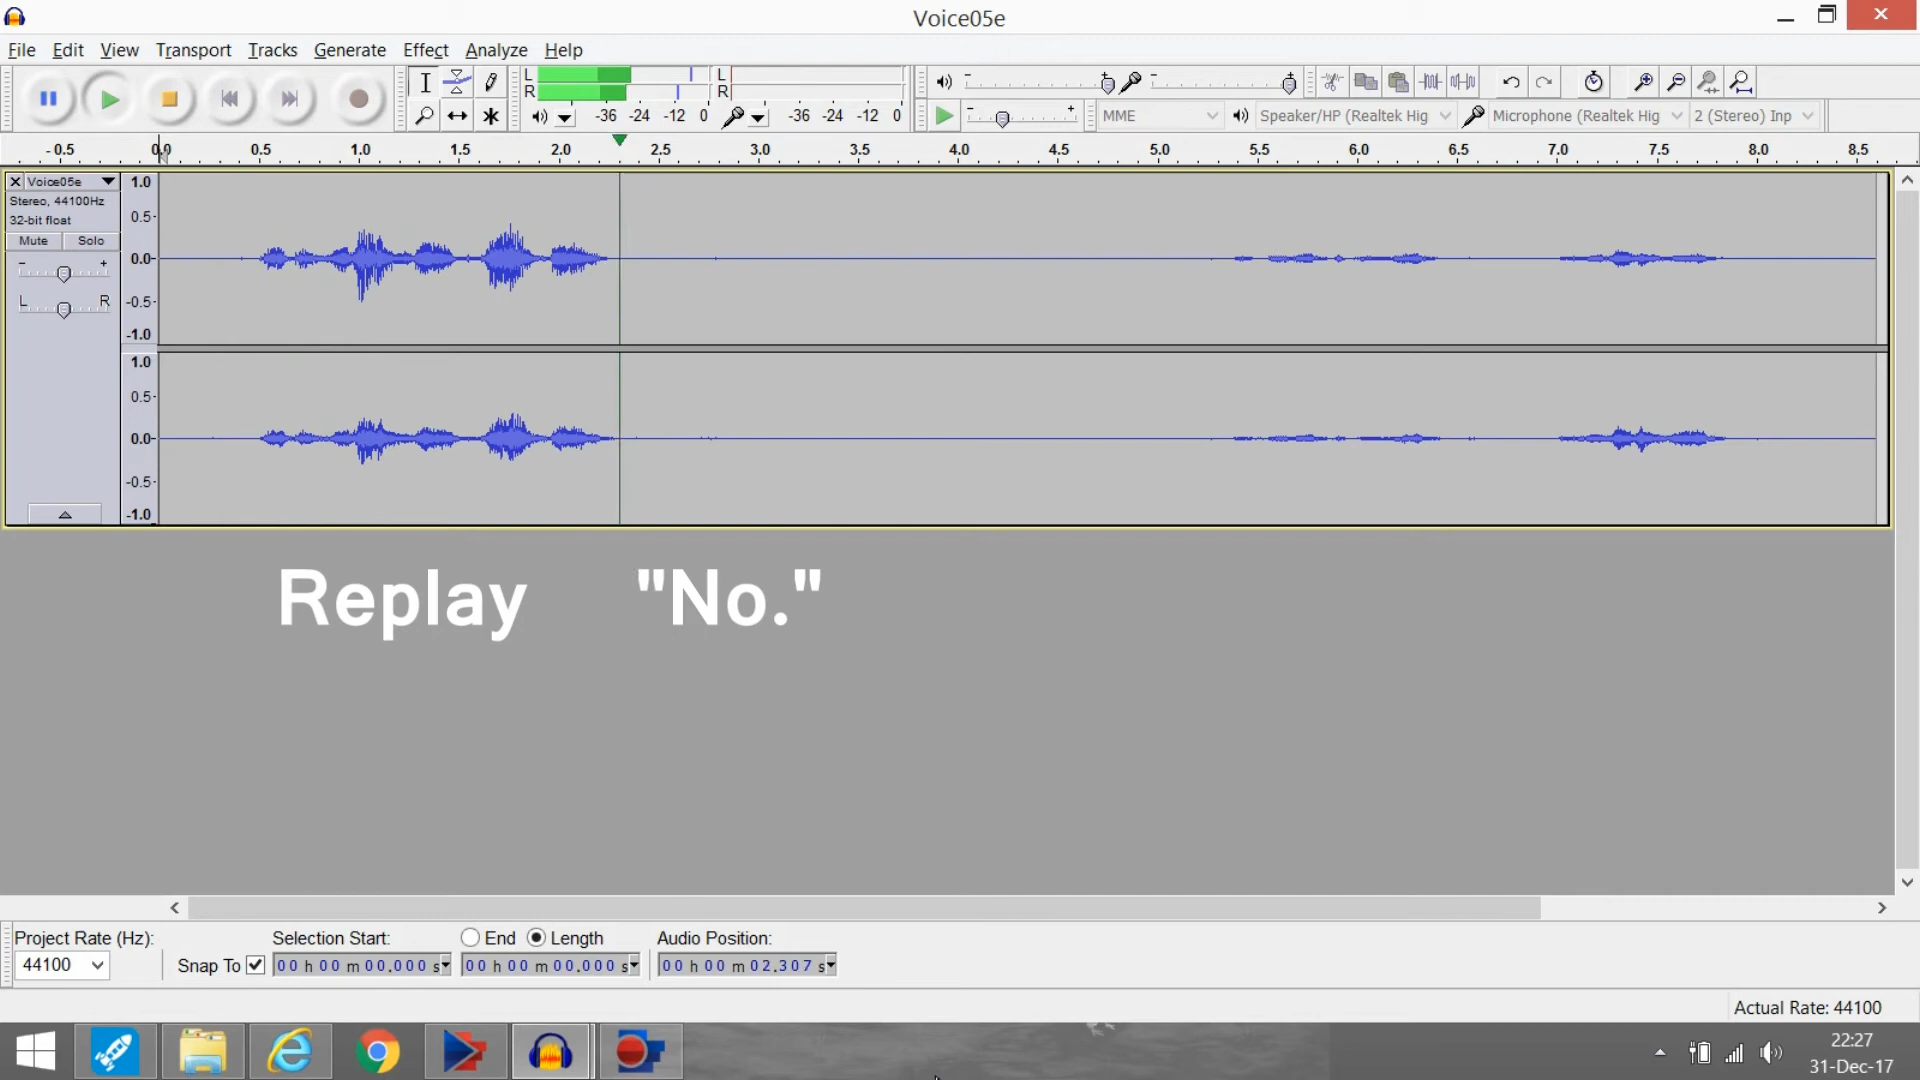 Voice05e
File Edit View Transport Tracks Generate Effect Analyze Help
L L
R R
-36 -24 -12 0 -36 -24 -12 0 MME Speaker/HP (Realtek Hig Microphone (Realtek Hig 2 (Stereo) Inp
- 0.5 0.0 0.5 1.0 1.5 2.0 2.5 3.0 3.5 4.0 4.5 5.0 5.5 6.0 6.5 7.0 7.5 8.0 8.5
X Voice05e 1.0
Stereo, 44100Hz
32-bit float 0.5-
Mute Solo
- + 0.0-
L R -0.5-
-1.0
1.0
0.5-
0.0-
-0.5-
-1.0
Replay "No."
Project Rate (Hz): Selection Start: End Length Audio Position:
44100 Snap To 00 h 00 m 00.000 s 00 h 00 m 00.000 s 00 h 00 m 02.307 s
Actual Rate: 44100
22:27
31-Dec-17